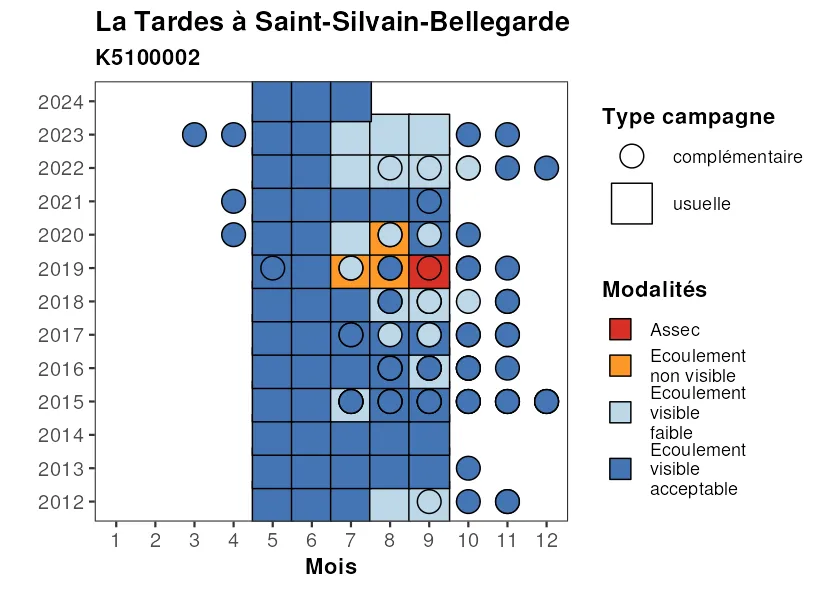 La Tardes à Saint-Silvain-Bellegarde
K5100002
2024
2023
2022
2021
2020
2019
2018
2017
2016
2015
2014
2013
2012
1 2 3 4 5 6 7 8 9 10 11 12
Mois
Type campagne
complémentaire
usuelle
Modalités
Assec
Ecoulement
non visible
Ecoulement
visible
faible
Ecoulement
visible
acceptable